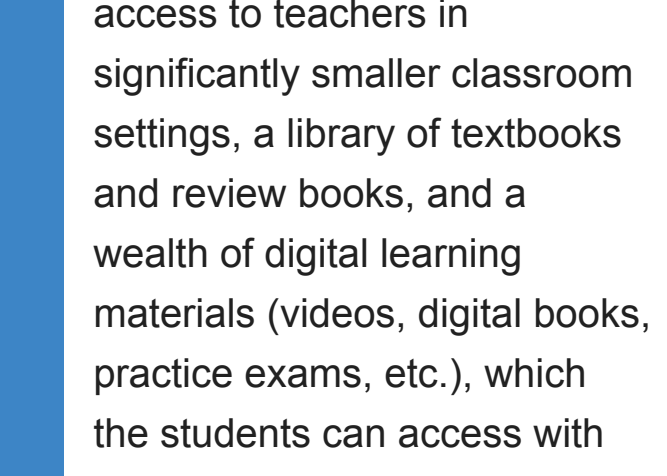 access to teachers in
significantly smaller classroom
settings, a library of textbooks
and review books, and a
wealth of digital learning
materials (videos, digital books,
practice exams, etc.), which
the students can access with